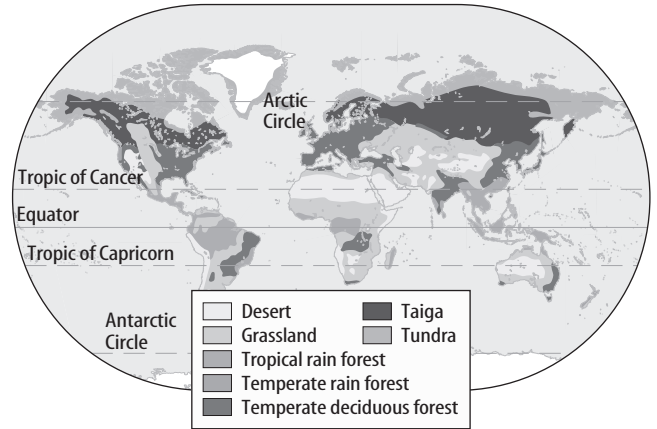 Arctic
Circle
Tropic of Cancer
Equator
Tropic of Capricorn
Antarctic
Circle
Desert
Taiga
Grassland
Tundra
Tropical rain forest
Temperate rain forest
Temperate deciduous forest